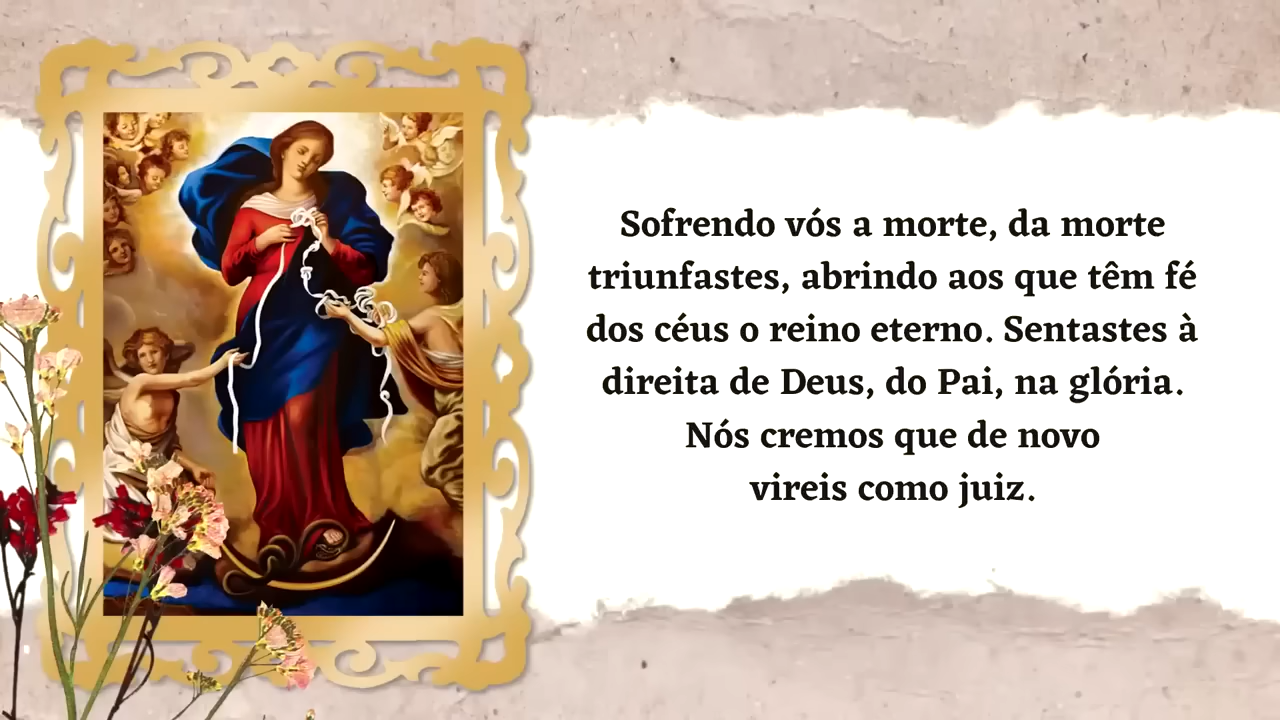 Sofrendo vós a morte, da morte
triunfastes, abrindo aos que têm fé
dos céus o reino eterno. Sentastes à
direita de Deus, do Pai, na glória.
Nós cremos que de novo
vireis como juiz.